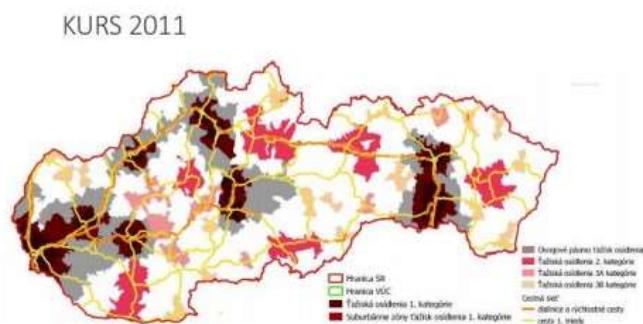 KURS 2011
Okrajové pásmo ťažísk osídlenia
Ťažiská osídlenia 2. kategórie
Ťažiská osídlenia 3A kategórie
Ťažiská osídlenia 3B kategórie
Cestná sieť
diaľnice a rýchlostné cesty
cesty 1. triedy
Hranica SR
Hranica VÚC
Ťažiská osídlenia 1. kategórie
Suburbánne zóny ťažísk osídlenia 1. kategórie